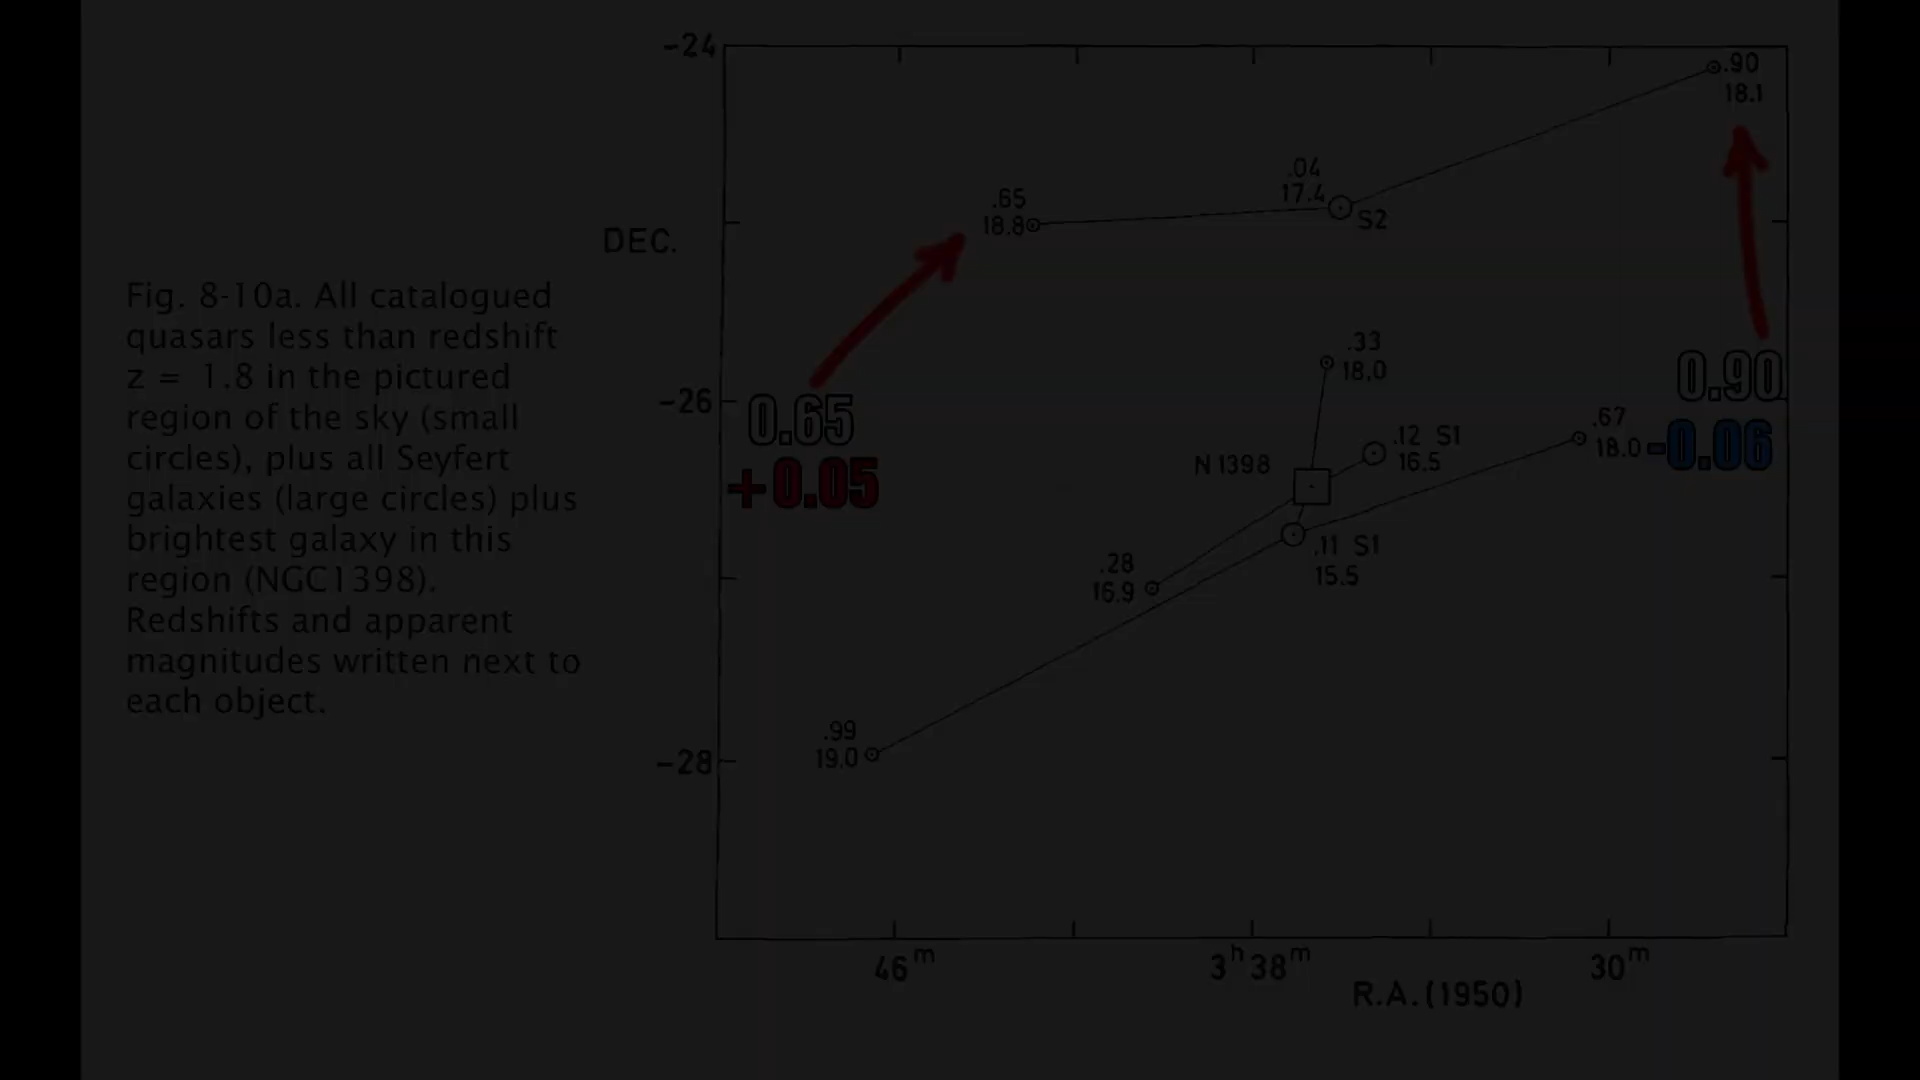 Fig. 8-10a. All catalogued
quasars less than redshift
z = 1.8 in the pictured
region of the sky (small
circles), plus all Seyfert
galaxies (large circles) plus
brightest galaxy in this
region (NGC1398).
Redshifts and apparent
magnitudes written next to
each object.
-24
DEC.
-26
-28
.90
18.1
.04
17.4
S2
.65
18.8
.33
18.0
0.90
-0.06
0.65
+0.05
.67
18.0
.12 S1
16.5
N 1398
.11 S1
15.5
.28
16.9
.99
19.0
46m
3h38m
30m
R.A.(1950)